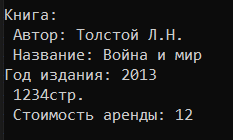 Книга:
 Автор: Толстой Л.Н.
 Название: Война и мир
Год издания: 2013
 1234стр.
 Стоимость аренды: 12